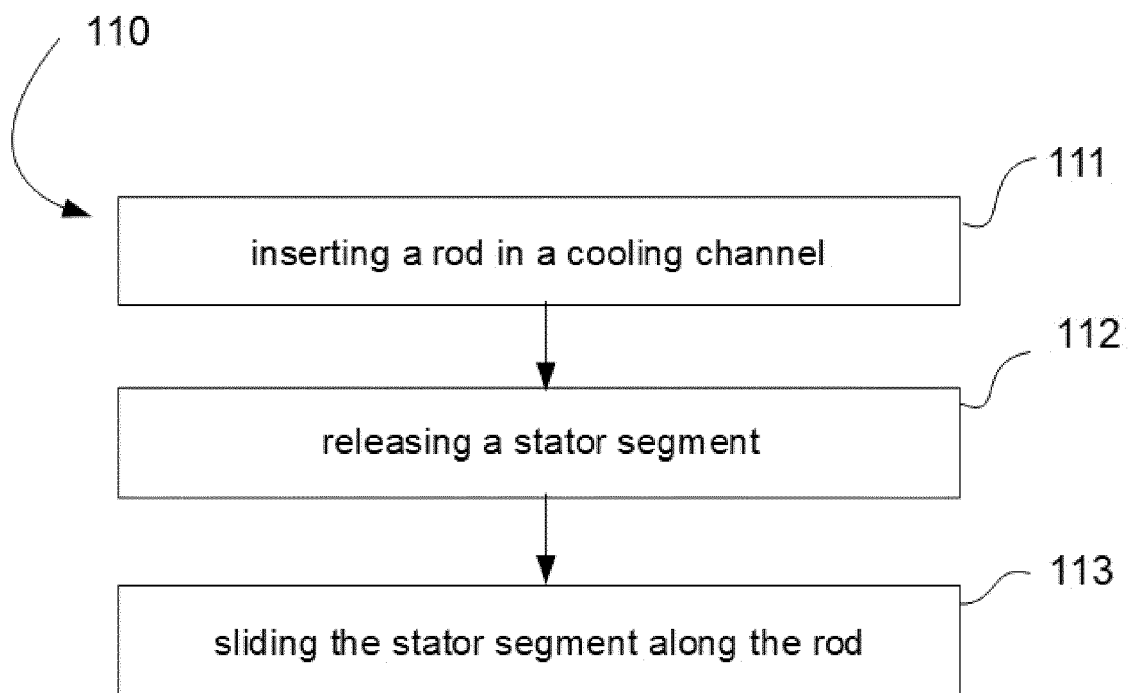 110
111
inserting a rod in a cooling channel
112
releasing a stator segment
113
sliding the stator segment along the rod